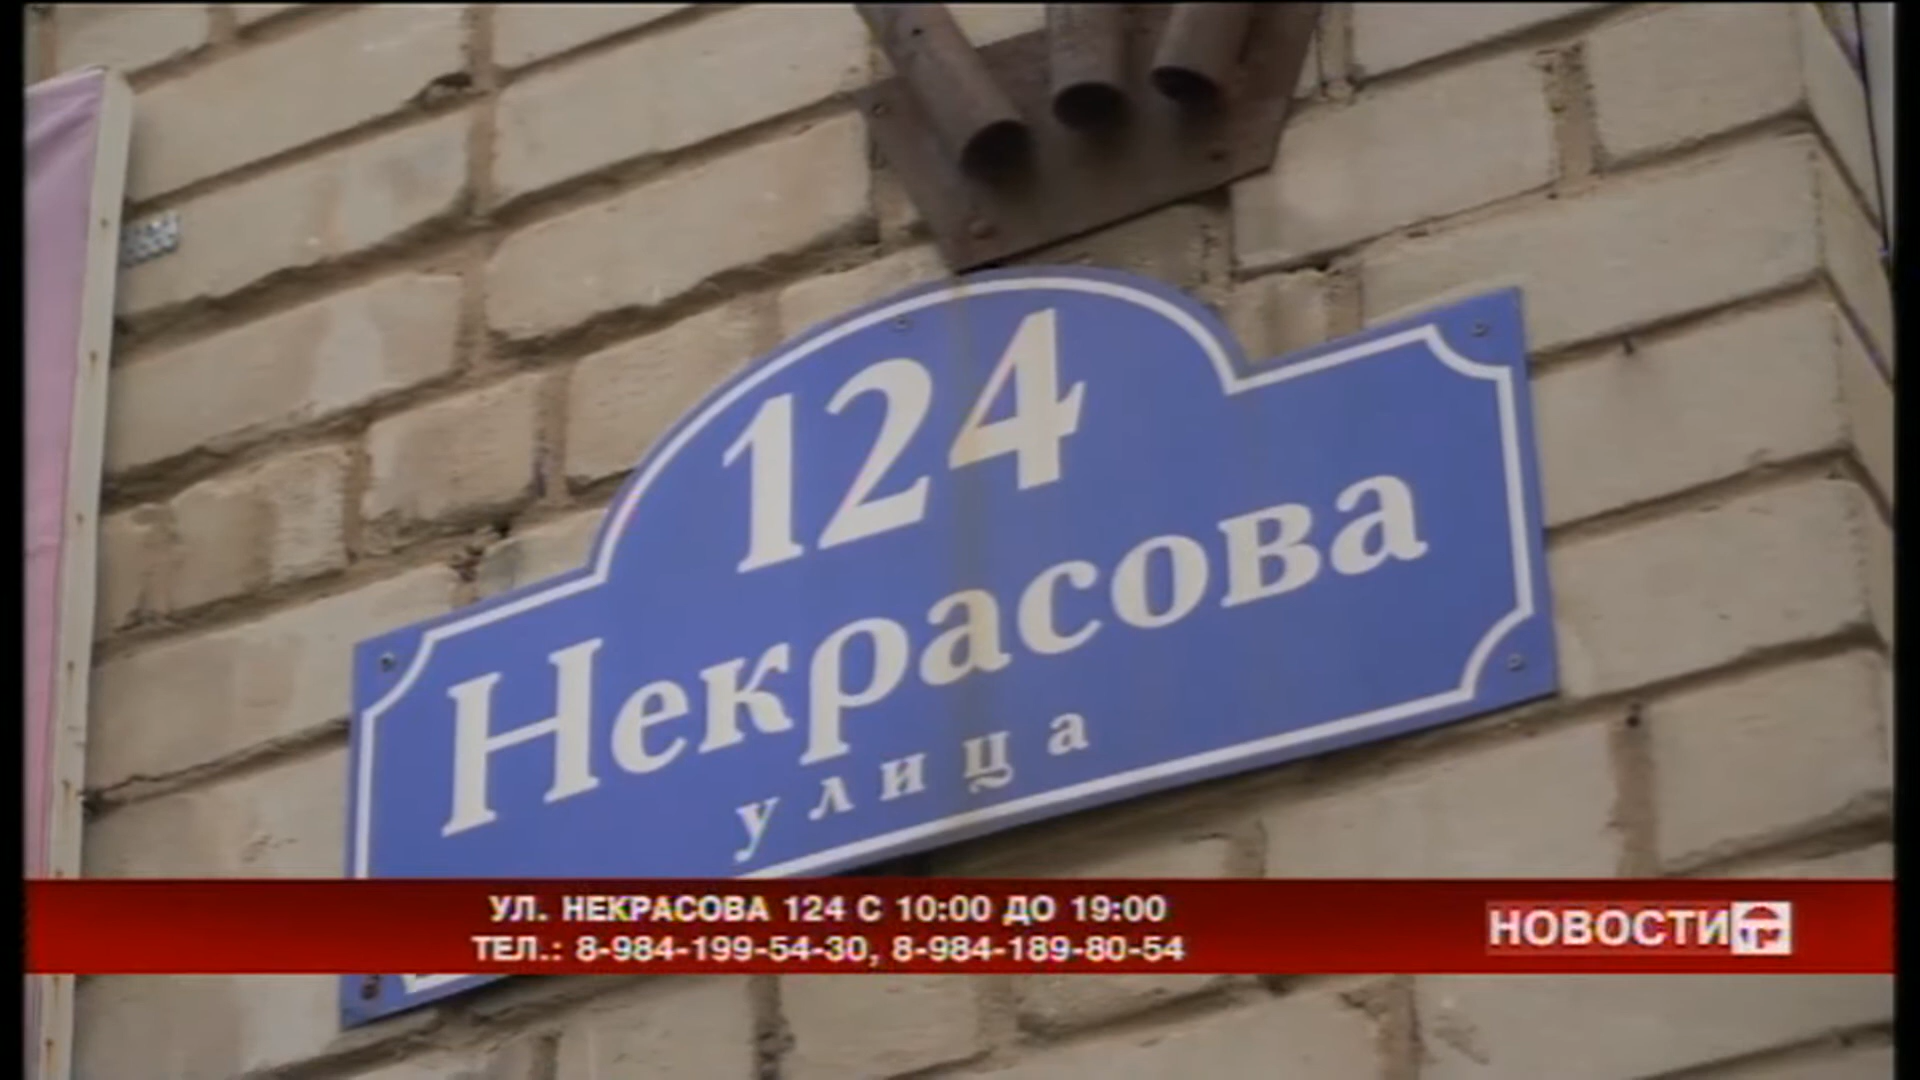 124
Некрасова
улица
УЛ. НЕКРАСОВА 124 С 10:00 ДО 19:00
ТЕЛ.: 8-984-199-54-30, 8-984-189-80-54
НОВОСТИ